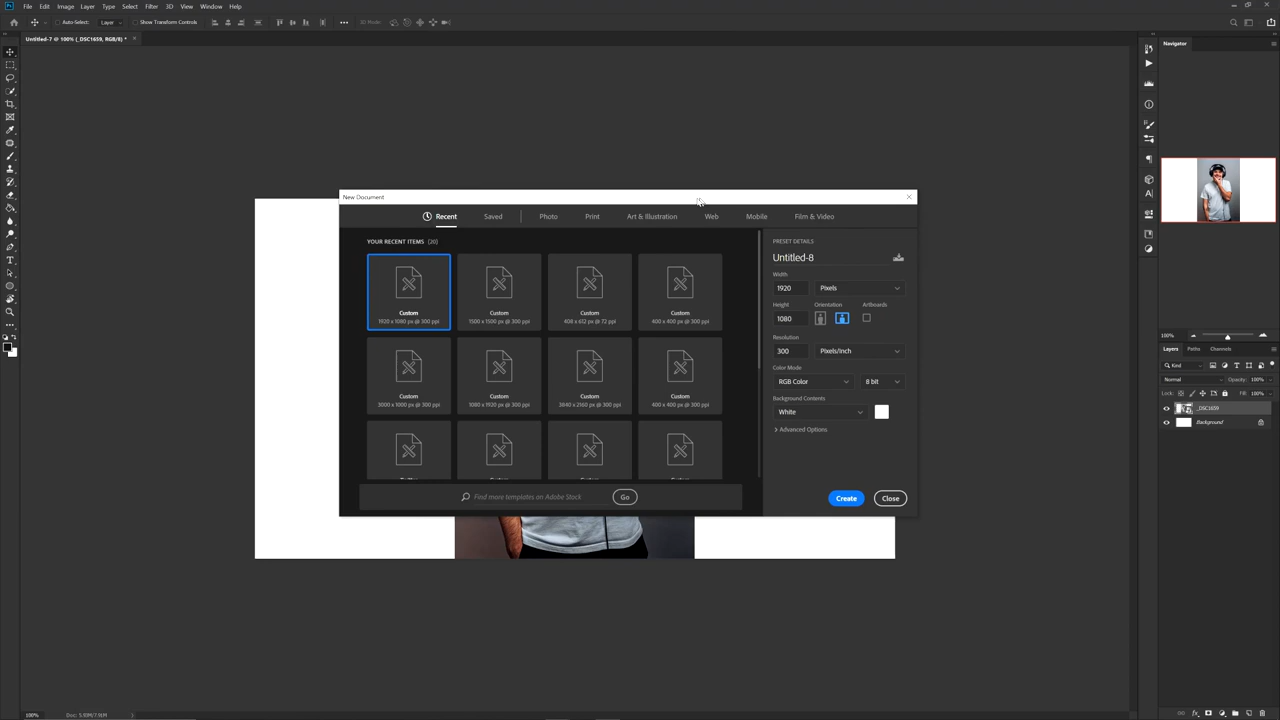 Ps File Edit Image Layer Type Select Filter 3D View Window Help
Auto-Select: Layer Show Transform Controls 3D Mode:
Untitled-7 @ 100% (_DSC1659, RGB/8) *
Navigator
New Document
Recent Saved Photo Print Art & Illustration Web Mobile Film & Video
YOUR RECENT ITEMS (20)
PRESET DETAILS
Untitled-8
Width
1920 Pixels
Height Orientation Artboards
1080
Resolution
300 Pixels/Inch
Color Mode
RGB Color 8 bit
Background Contents
White
Advanced Options
Custom Custom Custom Custom
1920 x 1080 px @ 300 ppi 1500 x 1500 px @ 300 ppi 408 x 612 px @ 72 ppi 400 x 400 px @ 300 ppi
Custom Custom Custom Custom
3000 x 1000 px @ 300 ppi 1080 x 1920 px @ 300 ppi 3840 x 2160 px @ 300 ppi 400 x 400 px @ 300 ppi
Find more templates on Adobe Stock Go
Create Close
100%
Layers Paths Channels
Kind
Normal Opacity: 100%
Lock: Fill: 100%
_DSC1659
Background
100% Doc: 5.93M/7.91M